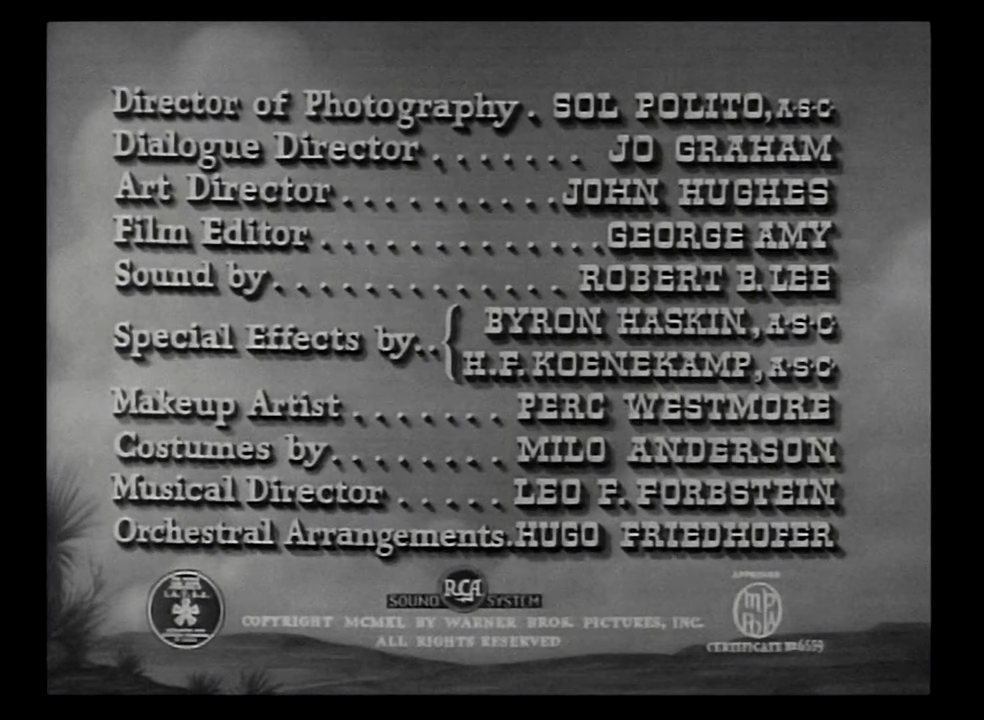 Director of Photography. SOL POLITO, A·S·C
Dialogue Director....... JO GRAHAM
Art Director..........JOHN HUGHES
Film Editor.............GEORGE AMY
Sound by............. ROBERT B. LEE
Special Effects by..{ BYRON HASKIN, A·S·C
H.F. KOENEKAMP, A·S·C
Makeup Artist....... PERC WESTMORE
Costumes by........ MILO ANDERSON
Musical Director..... LEO F. FORBSTEIN
Orchestral Arrangements. HUGO FRIEDHOFER
I.A.T.S.E.
RCA
SOUND SYSTEM
COPYRIGHT MCMXL BY WARNER BROS. PICTURES, INC.
ALL RIGHTS RESERVED
APPROVED
MPPDA
CERTIFICATE No 6559